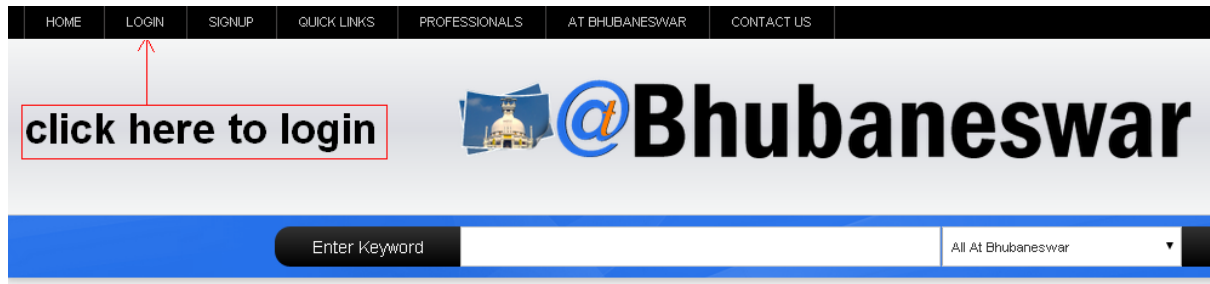 HOME LOGIN SIGNUP QUICK LINKS PROFESSIONALS AT BHUBANESWAR CONTACT US
click here to login
@Bhubaneswar
Enter Keyword All At Bhubaneswar